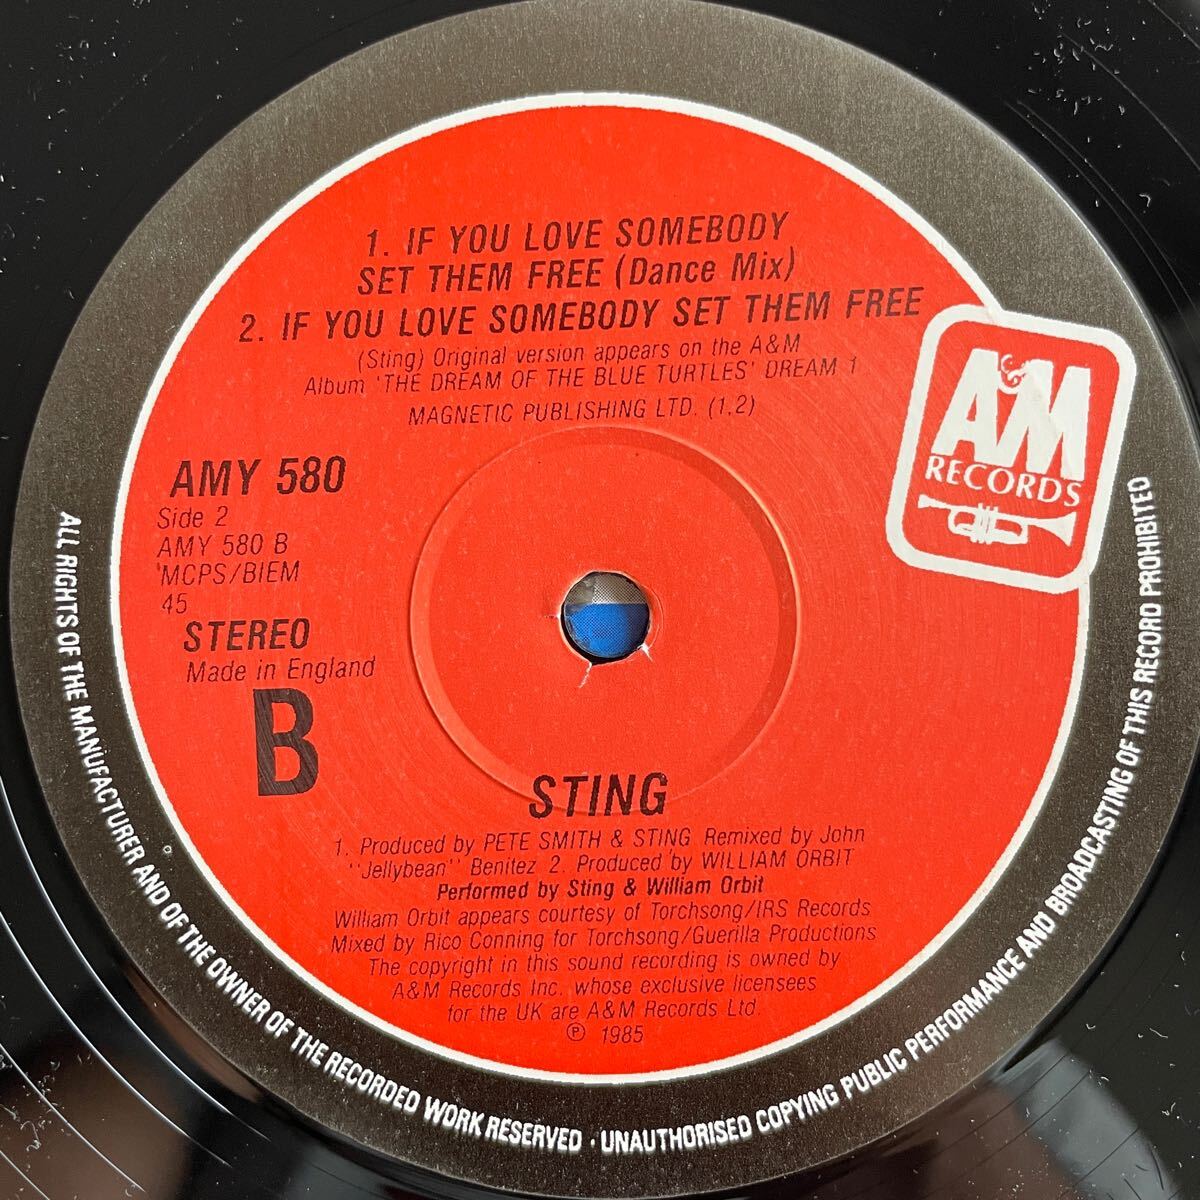 1. IF YOU LOVE SOMEBODY
SET THEM FREE (Dance Mix)
2. IF YOU LOVE SOMEBODY SET THEM FREE
(Sting) Original version appears on the A&M
Album 'THE DREAM OF THE BLUE TURTLES' DREAM 1
MAGNETIC PUBLISHING LTD. (1,2)
A&M
RECORDS
AMY 580
Side 2
AMY 580 B
MCPS/BIEM
45
STEREO
Made in England
B
STING
1. Produced by PETE SMITH & STING Remixed by John
"Jellybean" Benitez 2. Produced by WILLIAM ORBIT
Performed by Sting & William Orbit
William Orbit appears courtesy of Torchsong/IRS Records
Mixed by Rico Conning for Torchsong/Guerilla Productions
The copyright in this sound recording is owned by
A&M Records Inc. whose exclusive licensees
for the UK are A&M Records Ltd.
℗ 1985
ALL RIGHTS OF THE MANUFACTURER AND OF THE OWNER OF THE RECORDED WORK RESERVED · UNAUTHORISED COPYING PUBLIC PERFORMANCE AND BROADCASTING OF THIS RECORD PROHIBITED